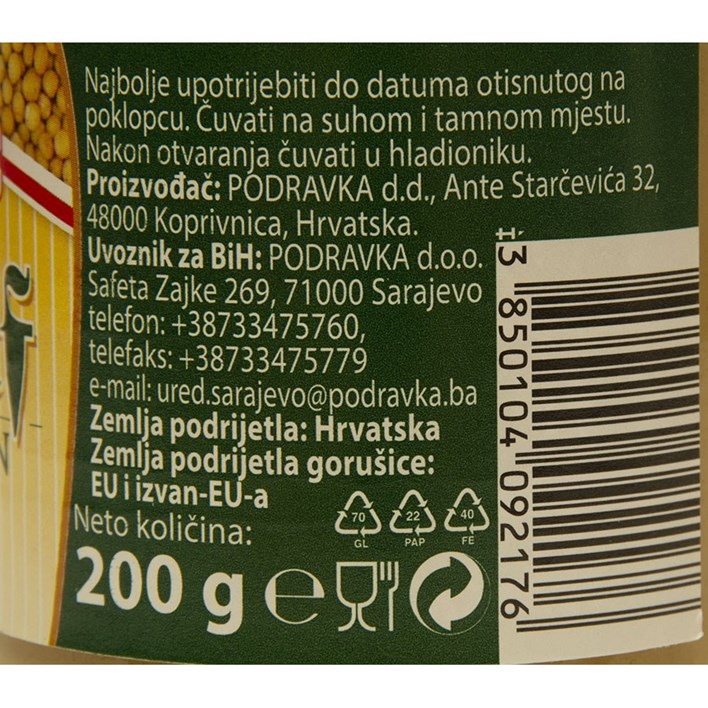 Najbolje upotrijebiti do datuma otisnutog na
poklopcu. Čuvati na suhom i tamnom mjestu.
Nakon otvaranja čuvati u hladioniku.
Proizvođač: PODRAVKA d.d., Ante Starčevića 32,
48000 Koprivnica, Hrvatska.
Uvoznik za BiH: PODRAVKA d.o.o.
Safeta Zajke 269, 71000 Sarajevo
telefon: +38733475760,
telefaks: +38733475779
e-mail: ured.sarajevo@podravka.ba
Zemlja podrijetla: Hrvatska
Zemlja podrijetla gorušice:
EU i izvan-EU-a
Neto količina:
200 g ℮
70
GL
22
PAP
40
FE
3 850104 092176